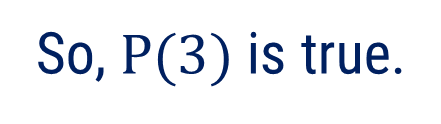 So, P(3) is true.